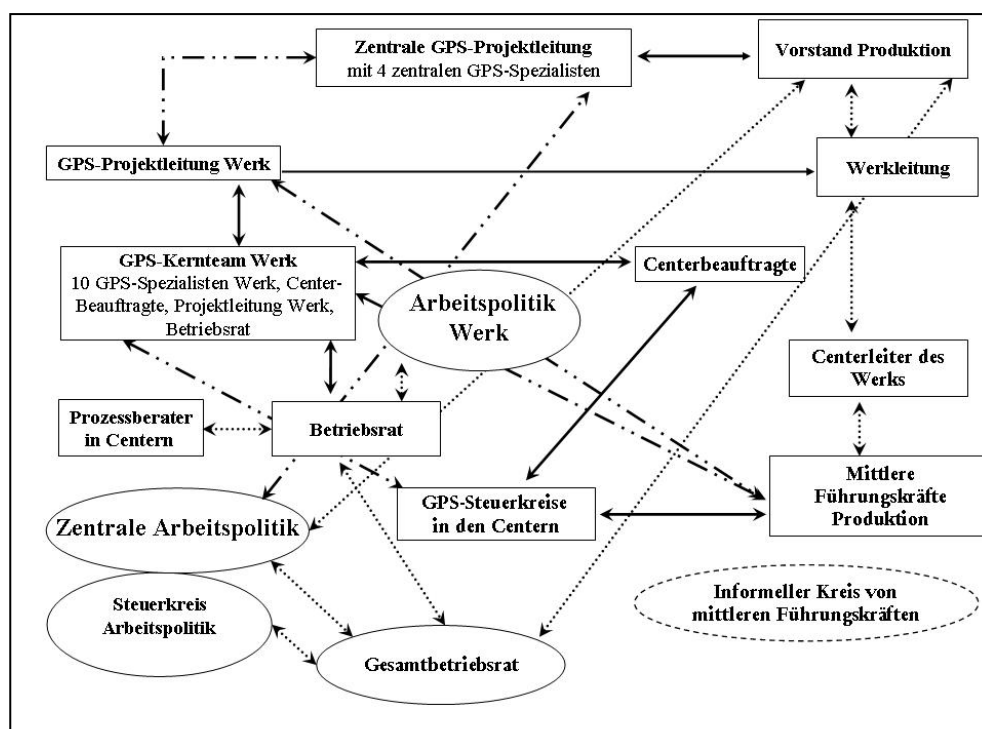 Zentrale GPS-Projektleitung
mit 4 zentralen GPS-Spezialisten
Vorstand Produktion
GPS-Projektleitung Werk
Werkleitung
GPS-Kernteam Werk
10 GPS-Spezialisten Werk, Center-
Beauftragte, Projektleitung Werk,
Betriebsrat
Centerbeauftragte
Arbeitspolitik
Werk
Centerleiter des
Werks
Prozessberater
in Centern
Betriebsrat
Mittlere
Führungskräfte
Produktion
GPS-Steuerkreise
in den Centern
Zentrale Arbeitspolitik
Steuerkreis
Arbeitspolitik
Informeller Kreis von
mittleren Führungskräften
Gesamtbetriebsrat